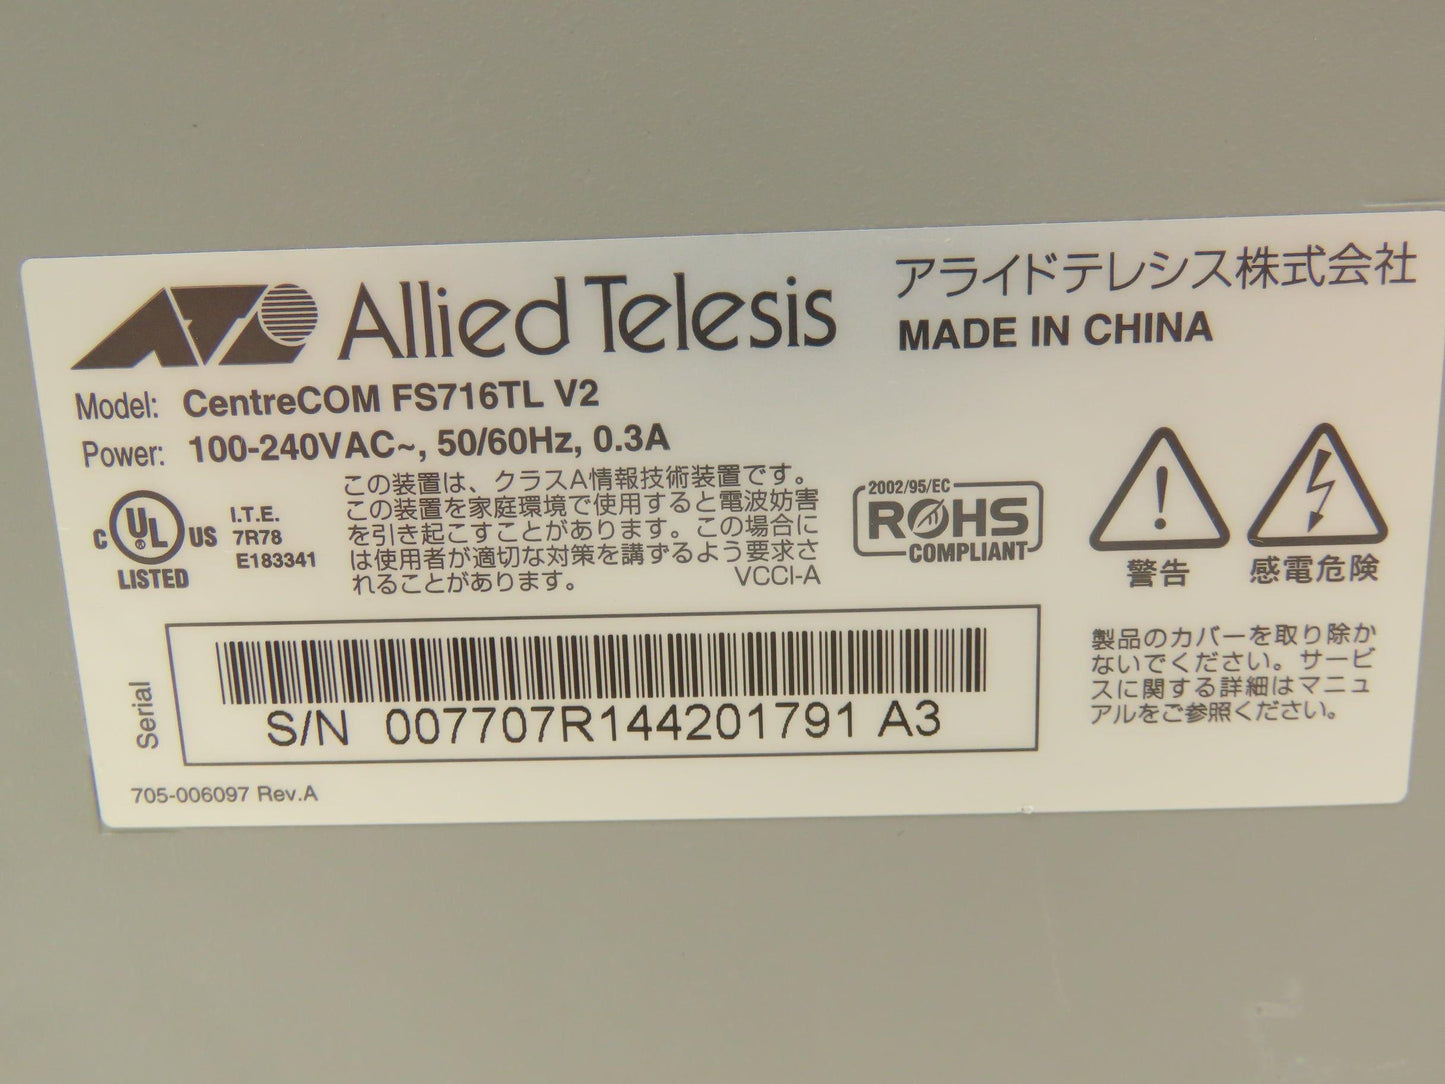 Allied Telesis
アライドテレシス株式会社
MADE IN CHINA
Model: CentreCOM FS716TL V2
Power: 100-240VAC~, 50/60Hz, 0.3A
C UL ® US
LISTED
I.T.E.
7R78
E183341
この装置は、クラスA情報技術装置です。
この装置を家庭環境で使用すると電波妨害
を引き起こすことがあります。この場合に
は使用者が適切な対策を講ずるよう要求さ
れることがあります。 VCCI-A
2002/95/EC
ROHS
COMPLIANT
警告
感電危険
製品のカバーを取り除か
ないでください。サービ
スに関する詳細はマニュ
アルをご参照ください。
Serial
S/N 007707R144201791 A3
705-006097 Rev.A